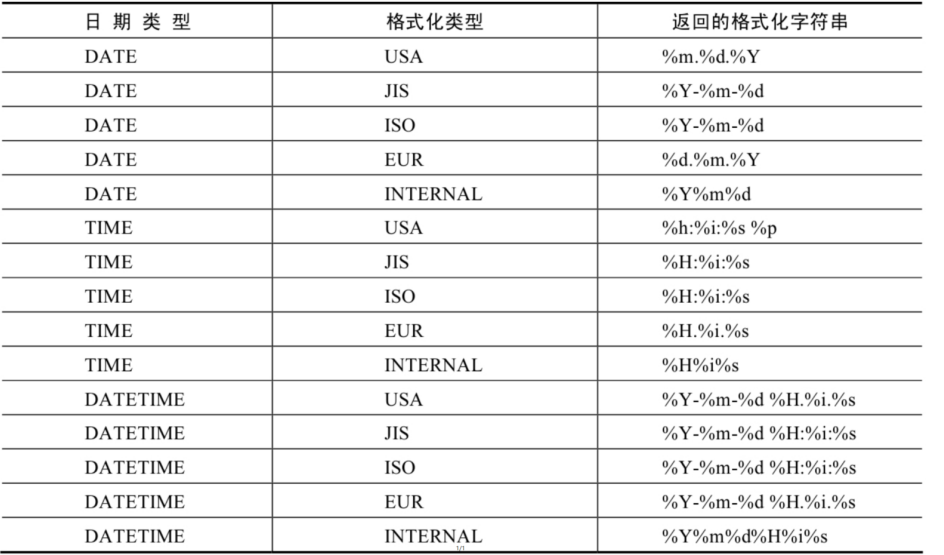 日 期 类 型 格式化类型 返回的格式化字符串
DATE USA %m.%d.%Y
DATE JIS %Y-%m-%d
DATE ISO %Y-%m-%d
DATE EUR %d.%m.%Y
DATE INTERNAL %Y%m%d
TIME USA %h:%i:%s %p
TIME JIS %H:%i:%s
TIME ISO %H:%i:%s
TIME EUR %H.%i.%s
TIME INTERNAL %H%i%s
DATETIME USA %Y-%m-%d %H.%i.%s
DATETIME JIS %Y-%m-%d %H:%i:%s
DATETIME ISO %Y-%m-%d %H:%i:%s
DATETIME EUR %Y-%m-%d %H.%i.%s
DATETIME INTERNAL %Y%m%d%H%i%s
1/1